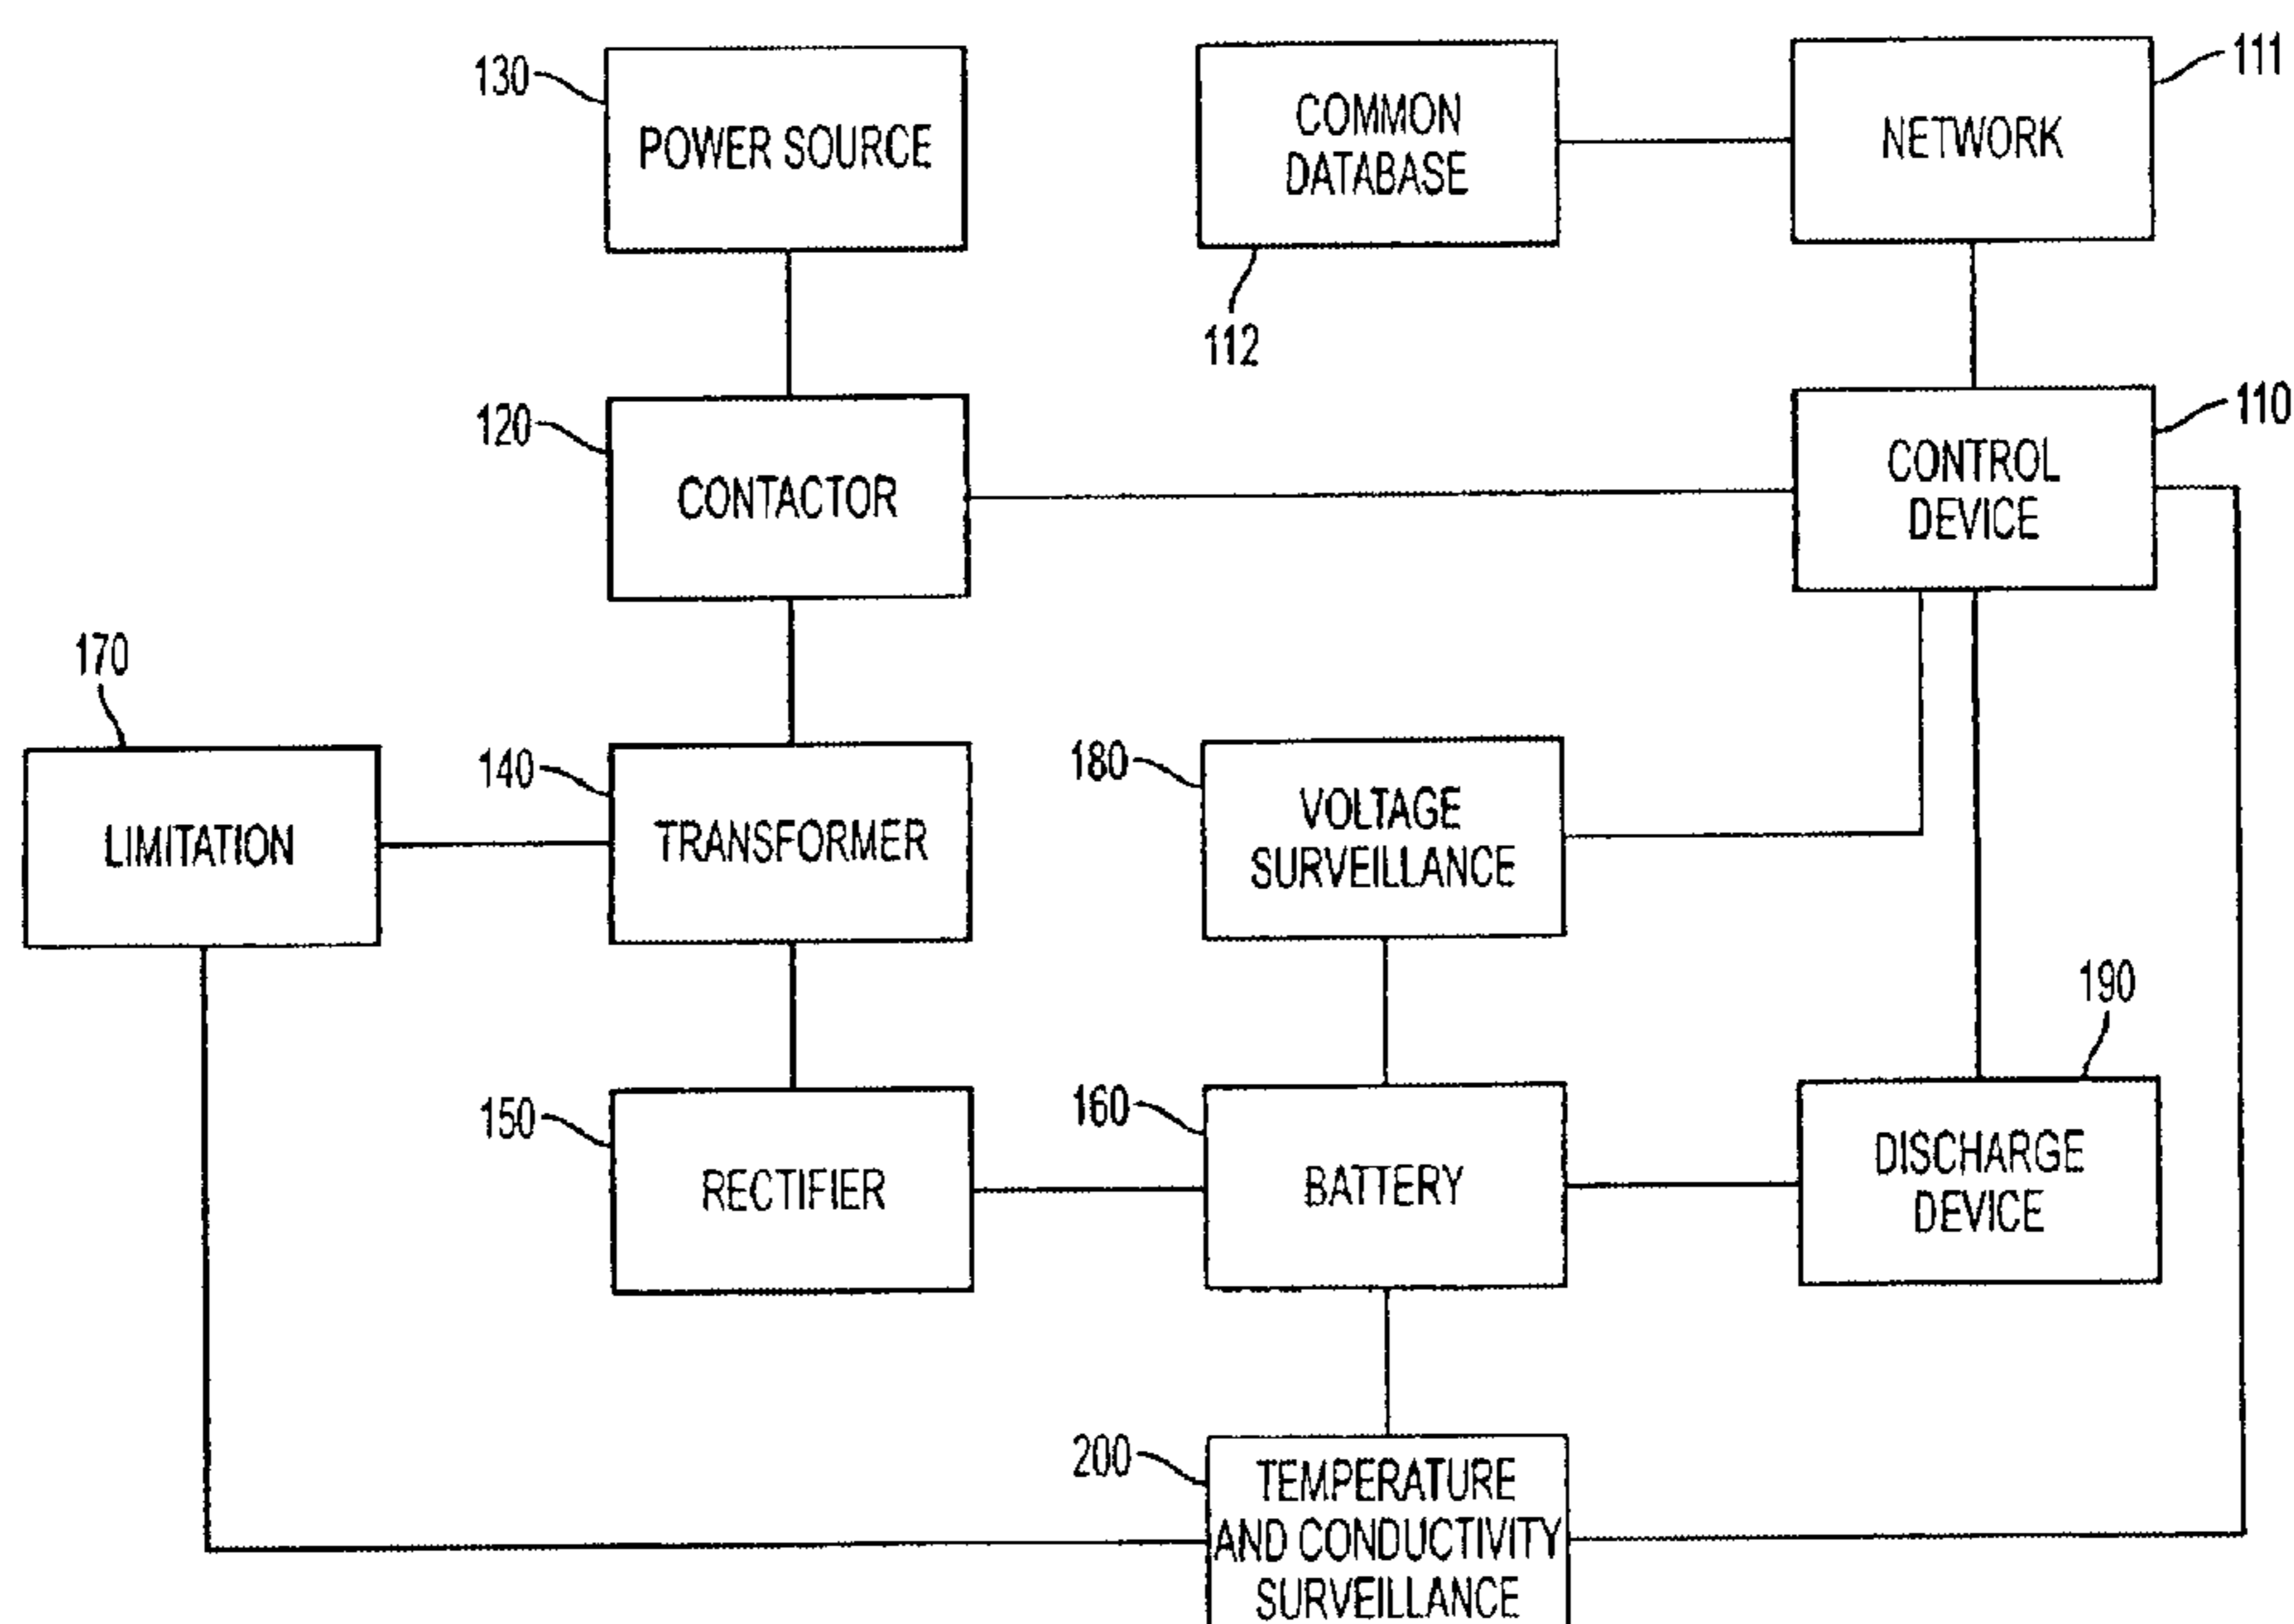 130
POWER SOURCE
COMMON
DATABASE
112
NETWORK
111
120
CONTACTOR
CONTROL
DEVICE
110
170
LIMITATION
140
TRANSFORMER
180
VOLTAGE
SURVEILLANCE
190
150
RECTIFIER
160
BATTERY
DISCHARGE
DEVICE
200
TEMPERATURE
AND CONDUCTIVITY
SURVEILLANCE